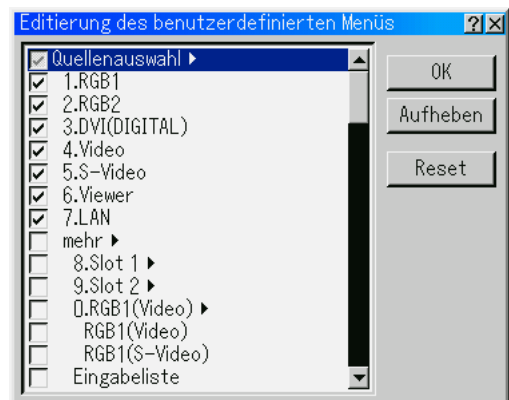 Editierung des benutzerdefinierten Menüs
Quellenauswahl
1.RGB1
2.RGB2
3.DVI(DIGITAL)
4.Video
5.S-Video
6.Viewer
7.LAN
mehr
8.Slot 1
9.Slot 2
0.RGB1(Video)
RGB1(Video)
RGB1(S-Video)
Eingabeliste
OK
Aufheben
Reset